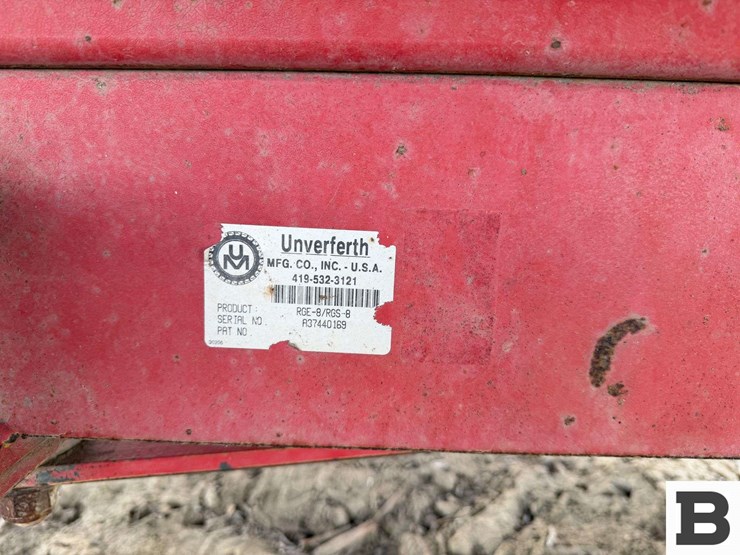 UM
Unverferth
MFG. CO., INC. - U.S.A.
419-532-3121
PRODUCT: RGE-8/RGS-8
SERIAL NO. A37440169
PAT NO.
B